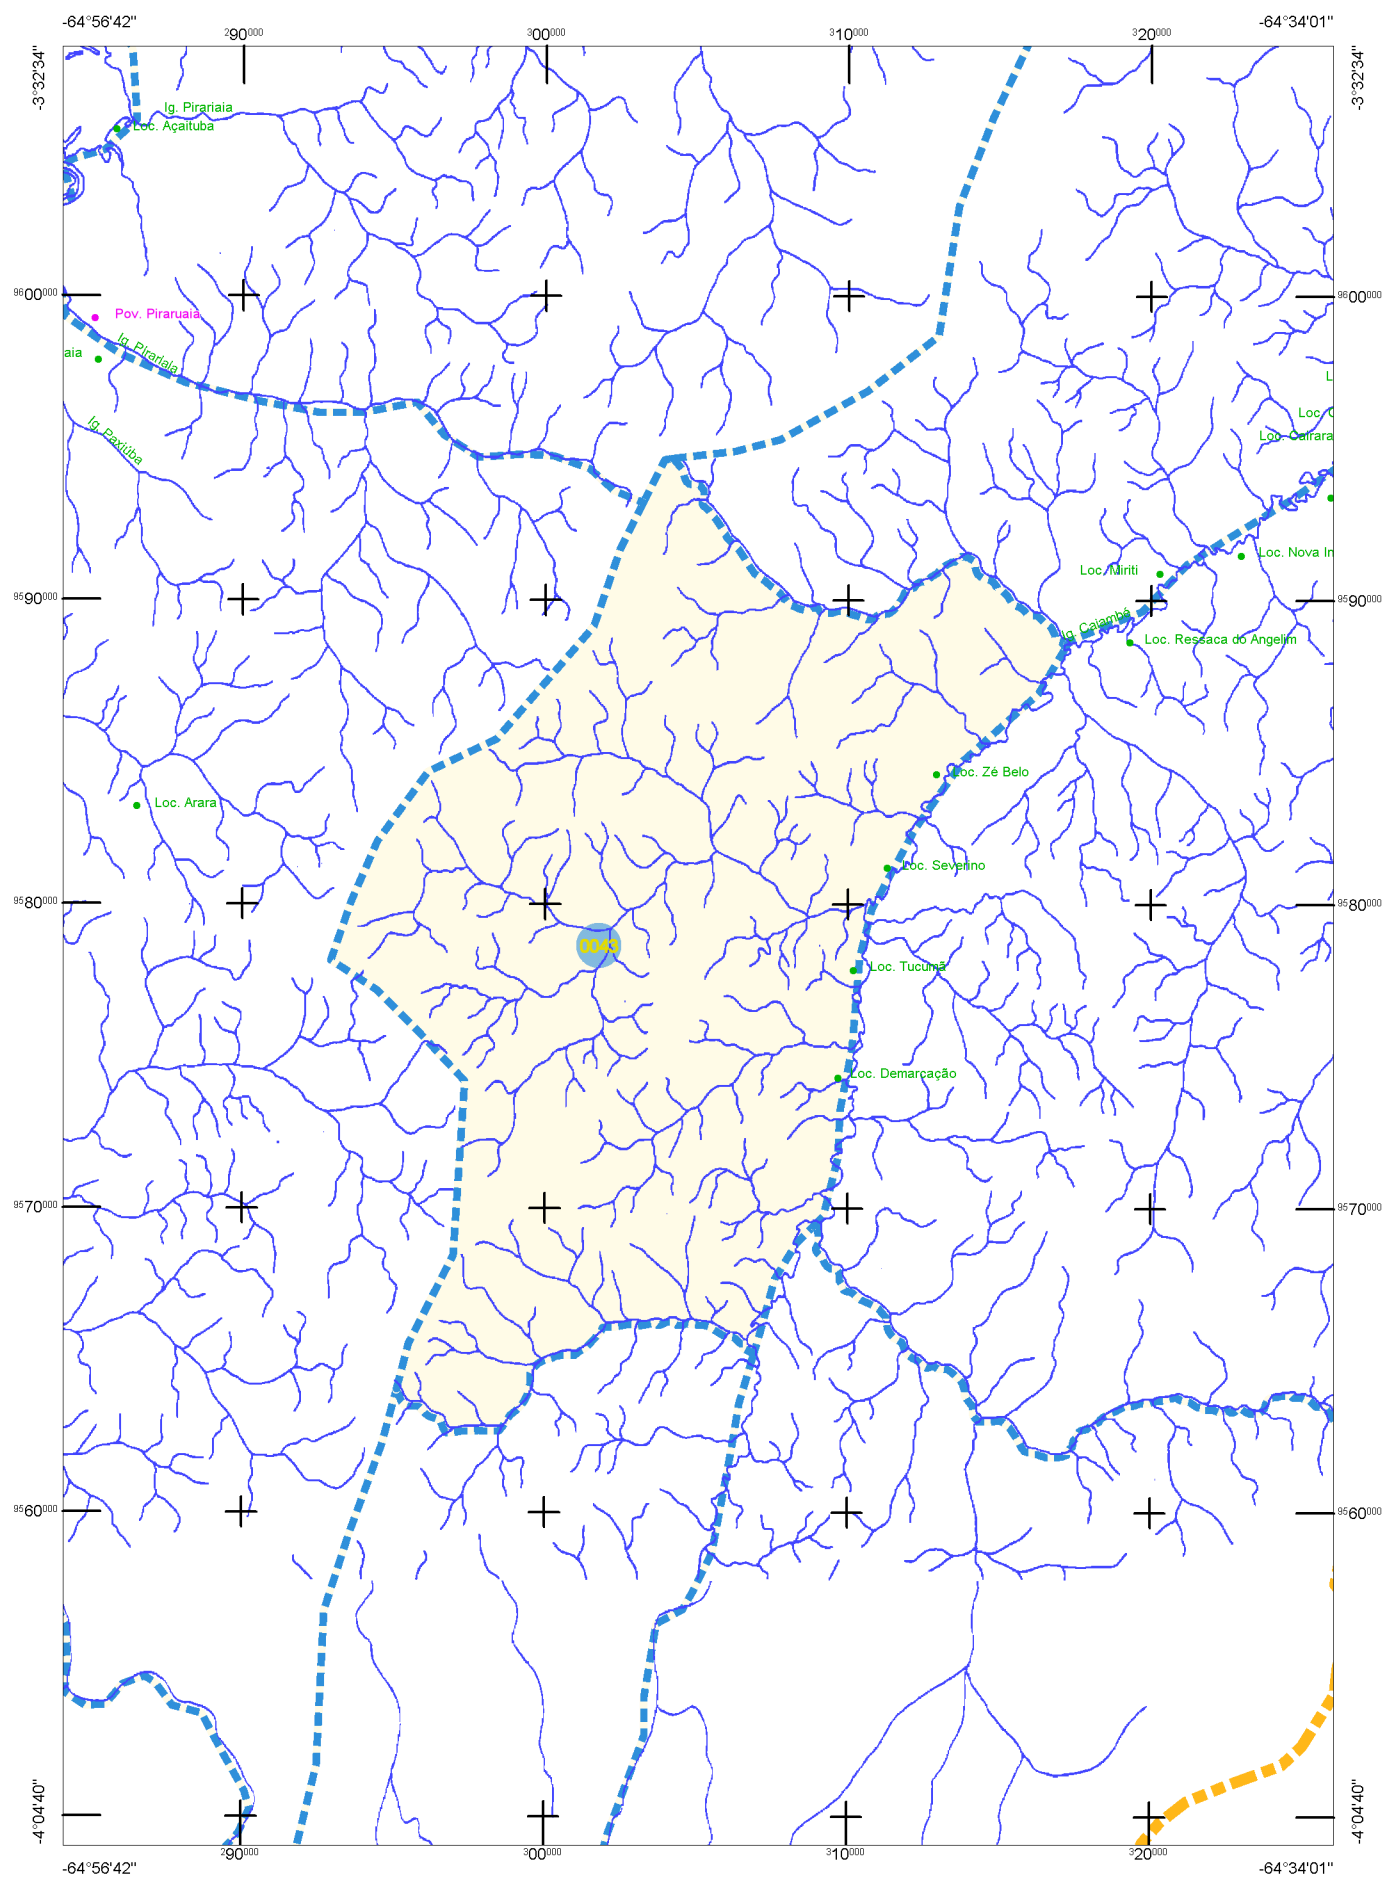 -64°56'42"
-64°34'01"
290000
300000
310000
320000
-3°32'34"
-3°32'34"
Ig. Pirariaia
Loc. Açaituba
9600000
9600000
Pov. Piraruaia
Ig. Pirariaia
aia
L
Loc. C
Ig. Paxiúba
Loc. Cairara
Loc. Nova In
Loc. Miriti
9590000
9590000
Ig. Caiambé
Loc. Ressaca do Angelim
Loc. Zé Belo
Loc. Arara
Loc. Severino
9580000
9580000
0043
Loc. Tucumã
Loc. Demarcação
9570000
9570000
9560000
9560000
-4°04'40"
-4°04'40"
290000
300000
310000
320000
-64°56'42"
-64°34'01"